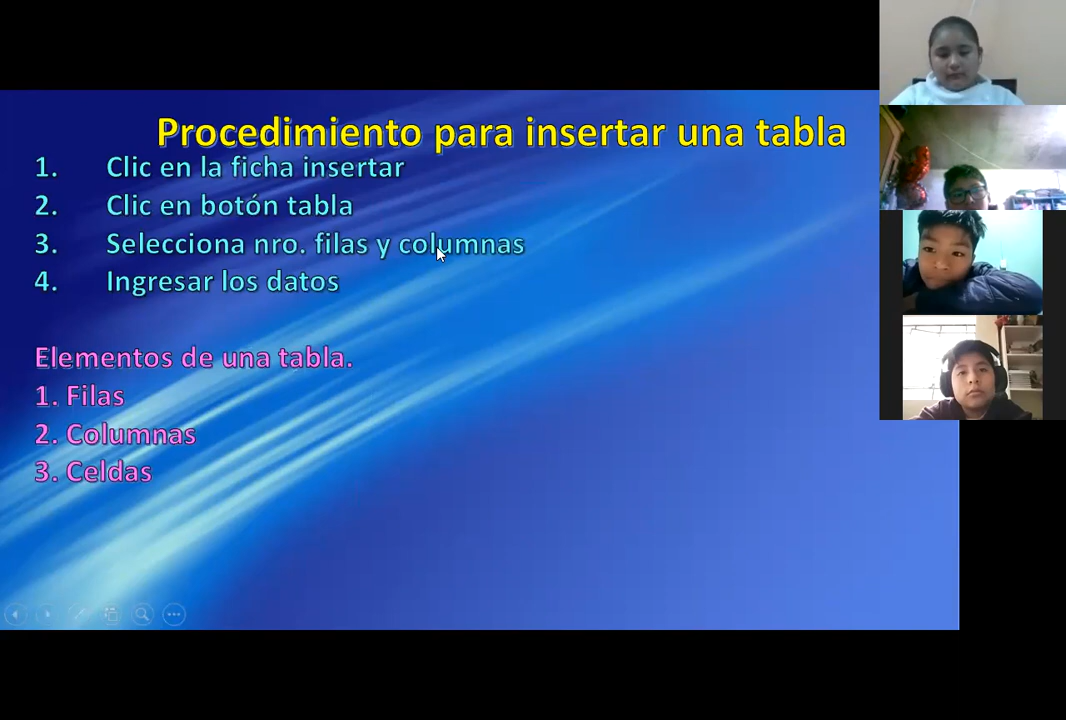 Procedimiento para insertar una tabla
1. Clic en la ficha insertar
2. Clic en botón tabla
3. Selecciona nro. filas y columnas
4. Ingresar los datos
Elementos de una tabla.
1. Filas
2. Columnas
3. Celdas